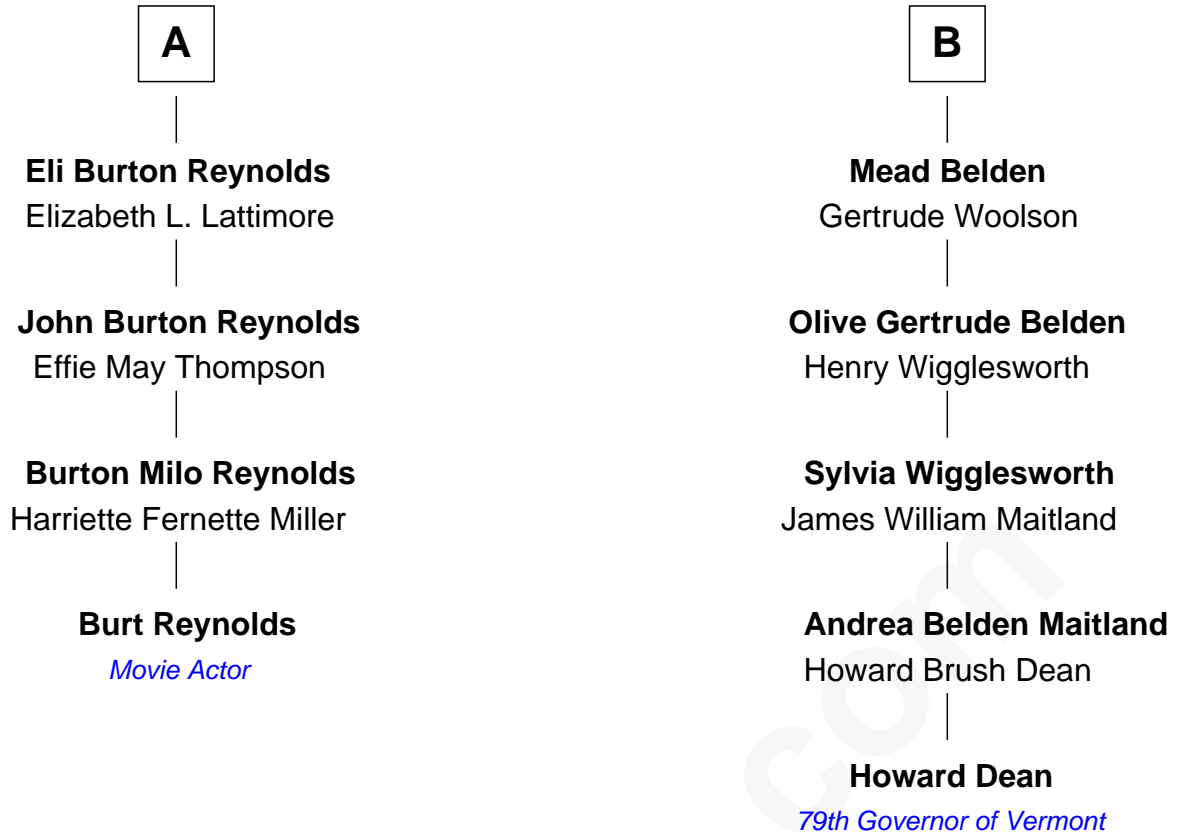 A
Eli Burton Reynolds
Elizabeth L. Lattimore
John Burton Reynolds
Effie May Thompson
Burton Milo Reynolds
Harriette Fernette Miller
Burt Reynolds
Movie Actor
B
Mead Belden
Gertrude Woolson
Olive Gertrude Belden
Henry Wigglesworth
Sylvia Wigglesworth
James William Maitland
Andrea Belden Maitland
Howard Brush Dean
Howard Dean
79th Governor of Vermont
com